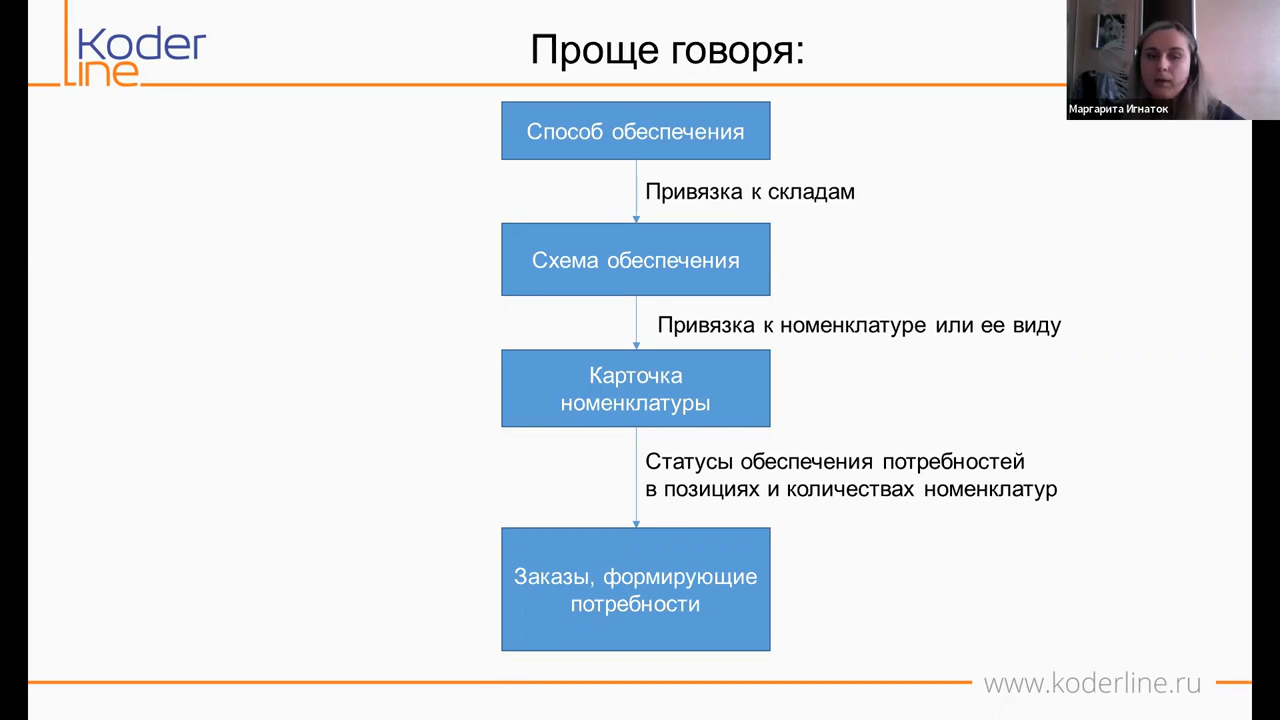 Koder
line
Проще говоря:
Маргарита Игнаток
Способ обеспечения
Привязка к складам
Схема обеспечения
Привязка к номенклатуре или ее виду
Карточка
номенклатуры
Статусы обеспечения потребностей
в позициях и количествах номенклатур
Заказы, формирующие
потребности
www.koderline.ru